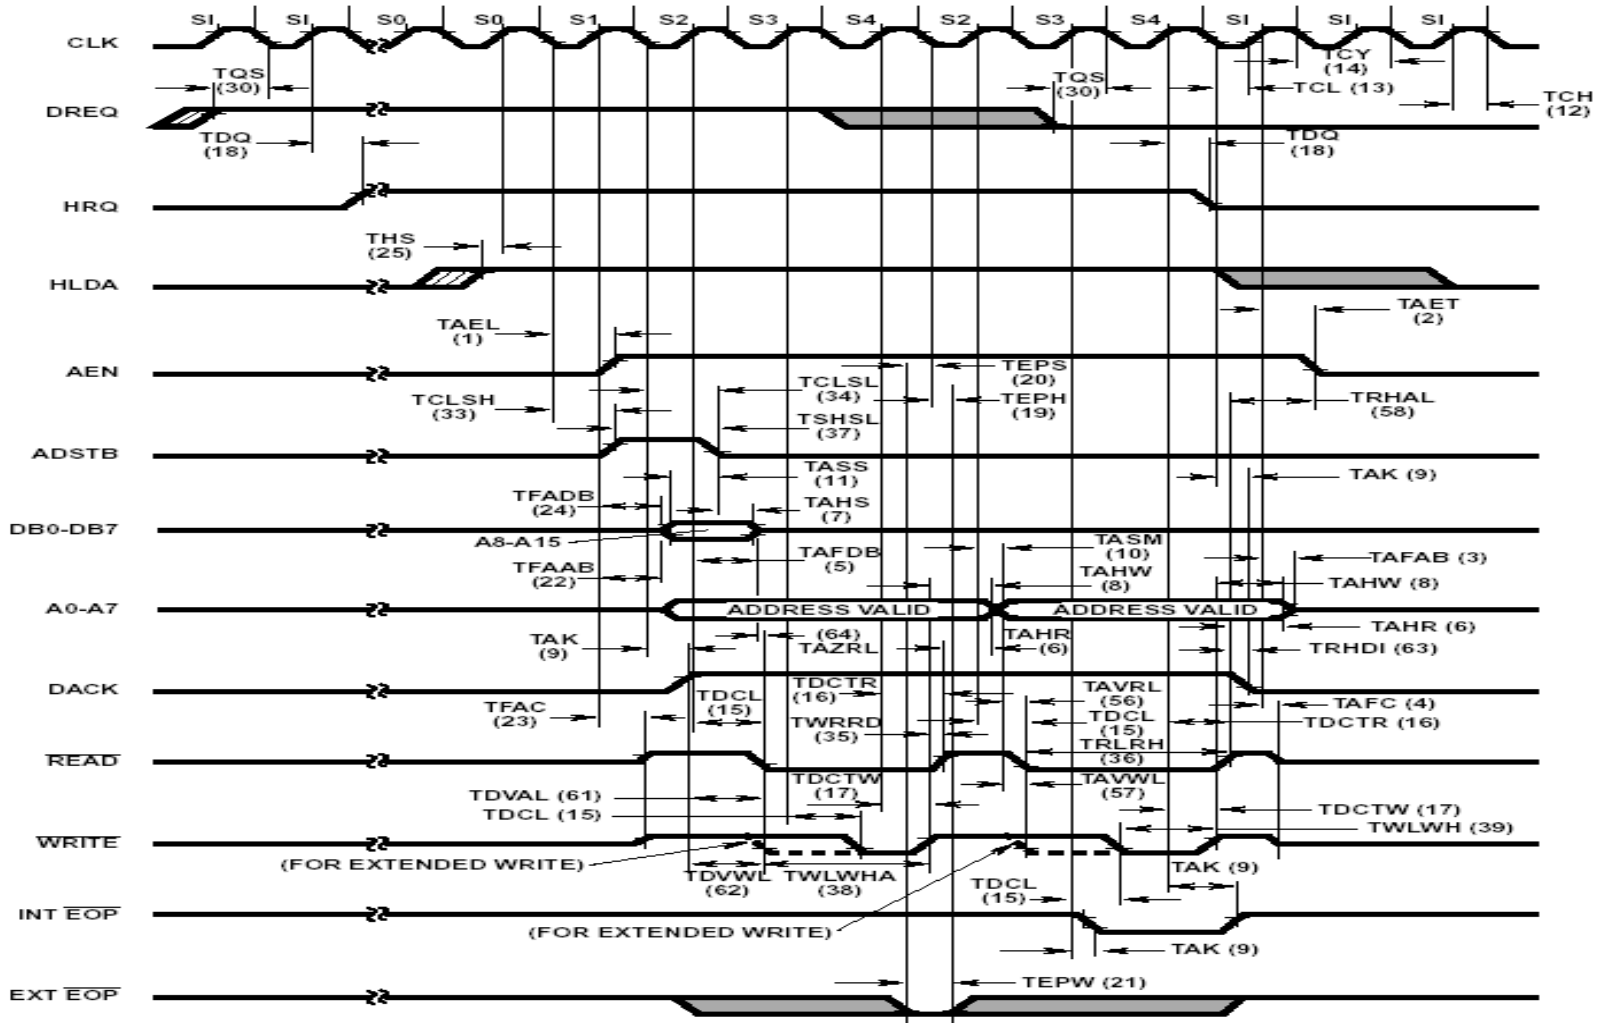 SI SI S0 S0 S1 S2 S3 S4 S2 S3 S4 SI SI SI
CLK
TCY
(14)
TQS
(30)
TQS
(30)
TCL (13)
TCH
(12)
DREQ
TDQ
(18)
TDQ
(18)
HRQ
THS
(25)
HLDA
TAET
(2)
TAEL
(1)
AEN
TEPS
(20)
TCLSL
(34)
TCLSH
(33)
TEPH
(19)
TRHAL
(58)
TSHSL
(37)
ADSTB
TASS
(11)
TAK (9)
TFADB
(24)
TAHS
(7)
DB0-DB7
A8-A15
TASM
(10)
TAFDB
(5)
TAFAB (3)
TFAAB
(22)
TAHW
(8)
TAHW (8)
A0-A7
ADDRESS VALID ADDRESS VALID
TAHR (6)
TAK
(9)
(64)
TAZRL
TAHR
(6)
TRHDI (63)
DACK
TDCL
(15)
TDCTR
(16)
TAVRL
(56)
TAFC (4)
TFAC
(23)
TWRRD
(35)
TDCL
(15)
TDCTR (16)
TRLRH
(36)
READ
TDCTW
(17)
TAVWL
(57)
TDVAL (61)
TDCL (15)
TDCTW (17)
TWLWH (39)
WRITE
(FOR EXTENDED WRITE)
TDVWL
(62)
TWLWHA
(38)
TAK (9)
TDCL
(15)
INT EOP
(FOR EXTENDED WRITE)
TAK (9)
TEPW (21)
EXT EOP